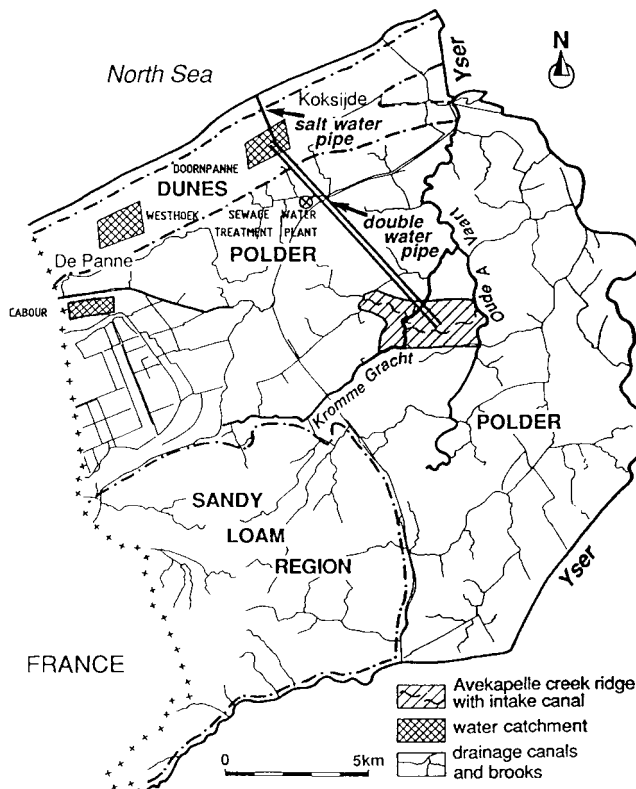 North Sea
Yser
N
Koksijde
salt water
pipe
DOORNPANNE
DUNES
WESTHOEK
SEWAGE WATER
TREATMENT PLANT
double
water
pipe
POLDER
De Panne
Oude A Vaart
CABOUR
Kromme Gracht
POLDER
SANDY
LOAM
REGION
Yser
FRANCE
Avekapelle creek ridge
with intake canal
water catchment
drainage canals
and brooks
0 5km